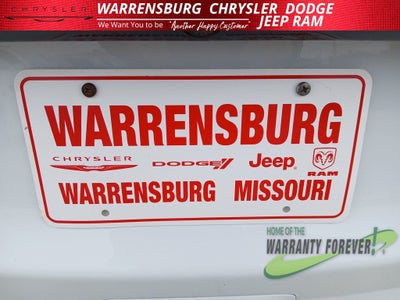 CHRYSLER
WARRENSBURG CHRYSLER DODGE
JEEP RAM
We Want You to be "Another Happy Customer"
WARRENSBURG
CHRYSLER DODGE Jeep RAM
WARRENSBURG MISSOURI
HOME OF THE
WARRANTY FOREVER!